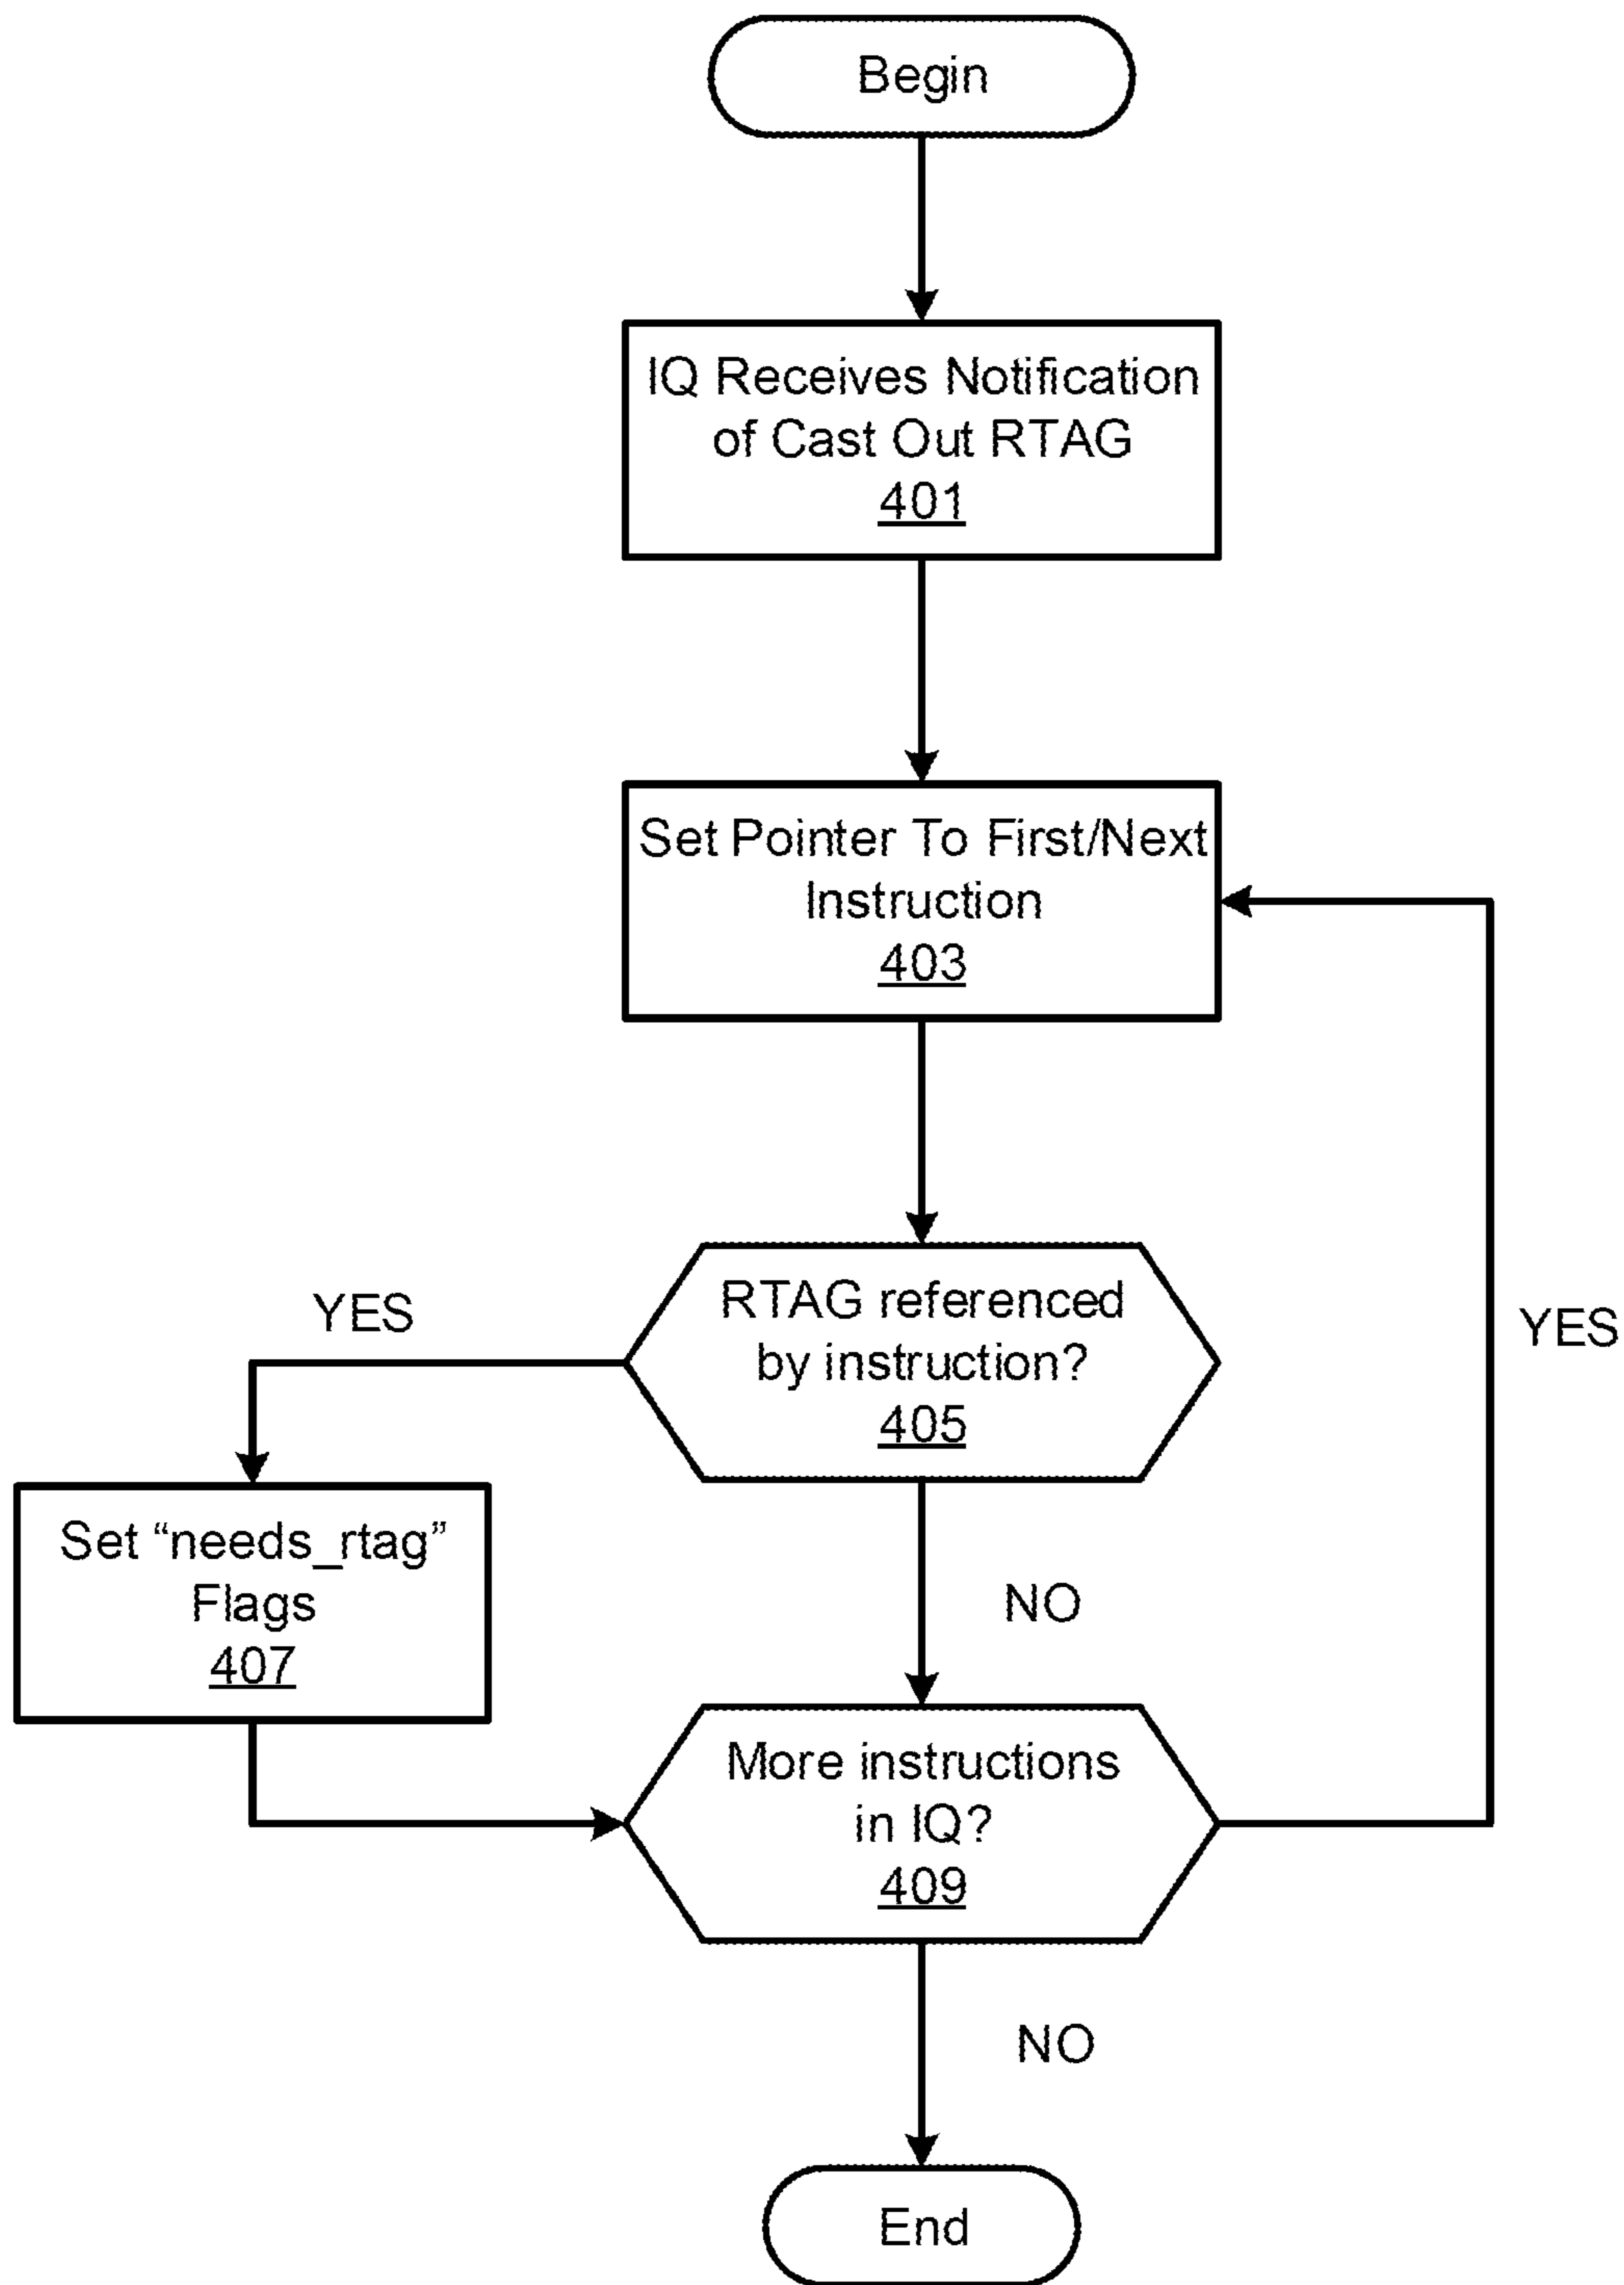 Begin
IQ Receives Notification
of Cast Out RTAG
401
Set Pointer To First/Next
Instruction
403
RTAG referenced
by instruction?
405
YES
YES
Set “needs_rtag”
Flags
407
NO
More instructions
in IQ?
409
NO
End